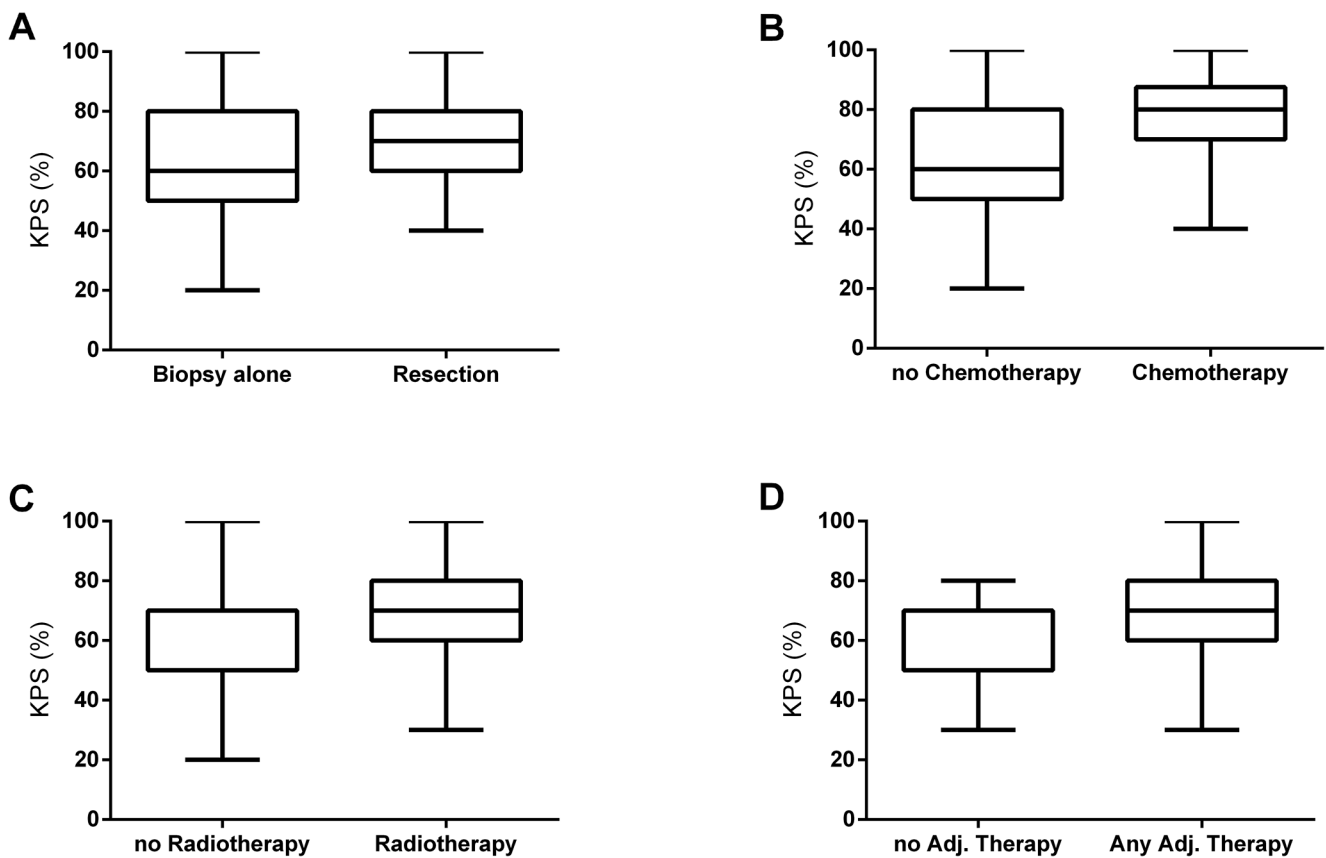 A
KPS (%)
100
80
60
40
20
0
Biopsy alone Resection
B
KPS (%)
100
80
60
40
20
0
no Chemotherapy Chemotherapy
C
KPS (%)
100
80
60
40
20
0
no Radiotherapy Radiotherapy
D
KPS (%)
100
80
60
40
20
0
no Adj. Therapy Any Adj. Therapy